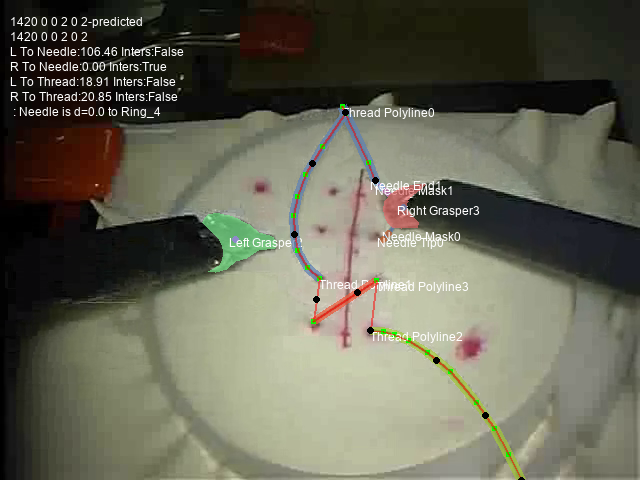 1420 0 0 2 0 2-predicted
1420 0 0 2 0 2
L To Needle:106.46 Inters:False
R To Needle:0.00 Inters:True
L To Thread:18.91 Inters:False
R To Thread:20.85 Inters:False
: Needle is d=0.0 to Ring_4
Thread Polyline0
Needle End1
Needle Mask1
Right Grasper3
Needle Mask0
Needle Tip0
Left Grasper
Thread
Thread Polyline3
Thread Polyline2